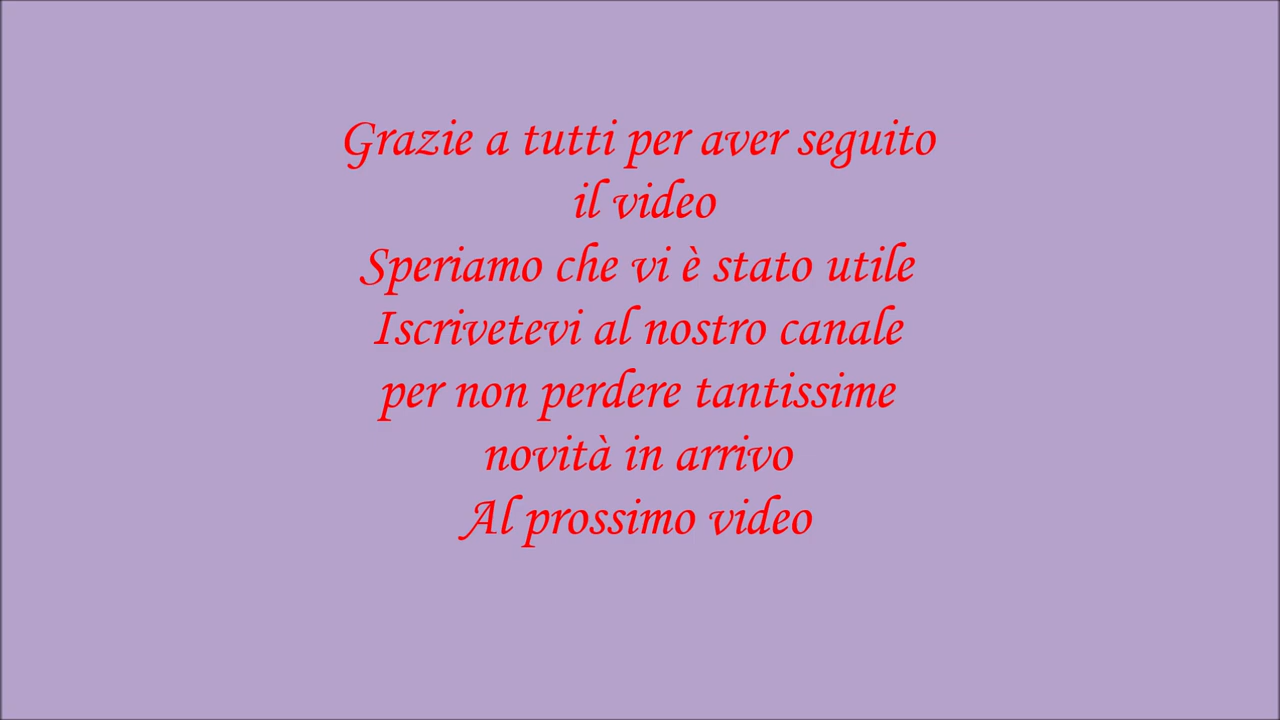 Grazie a tutti per aver seguito
il video
Speriamo che vi è stato utile
Iscrivetevi al nostro canale
per non perdere tantissime
novità in arrivo
Al prossimo video